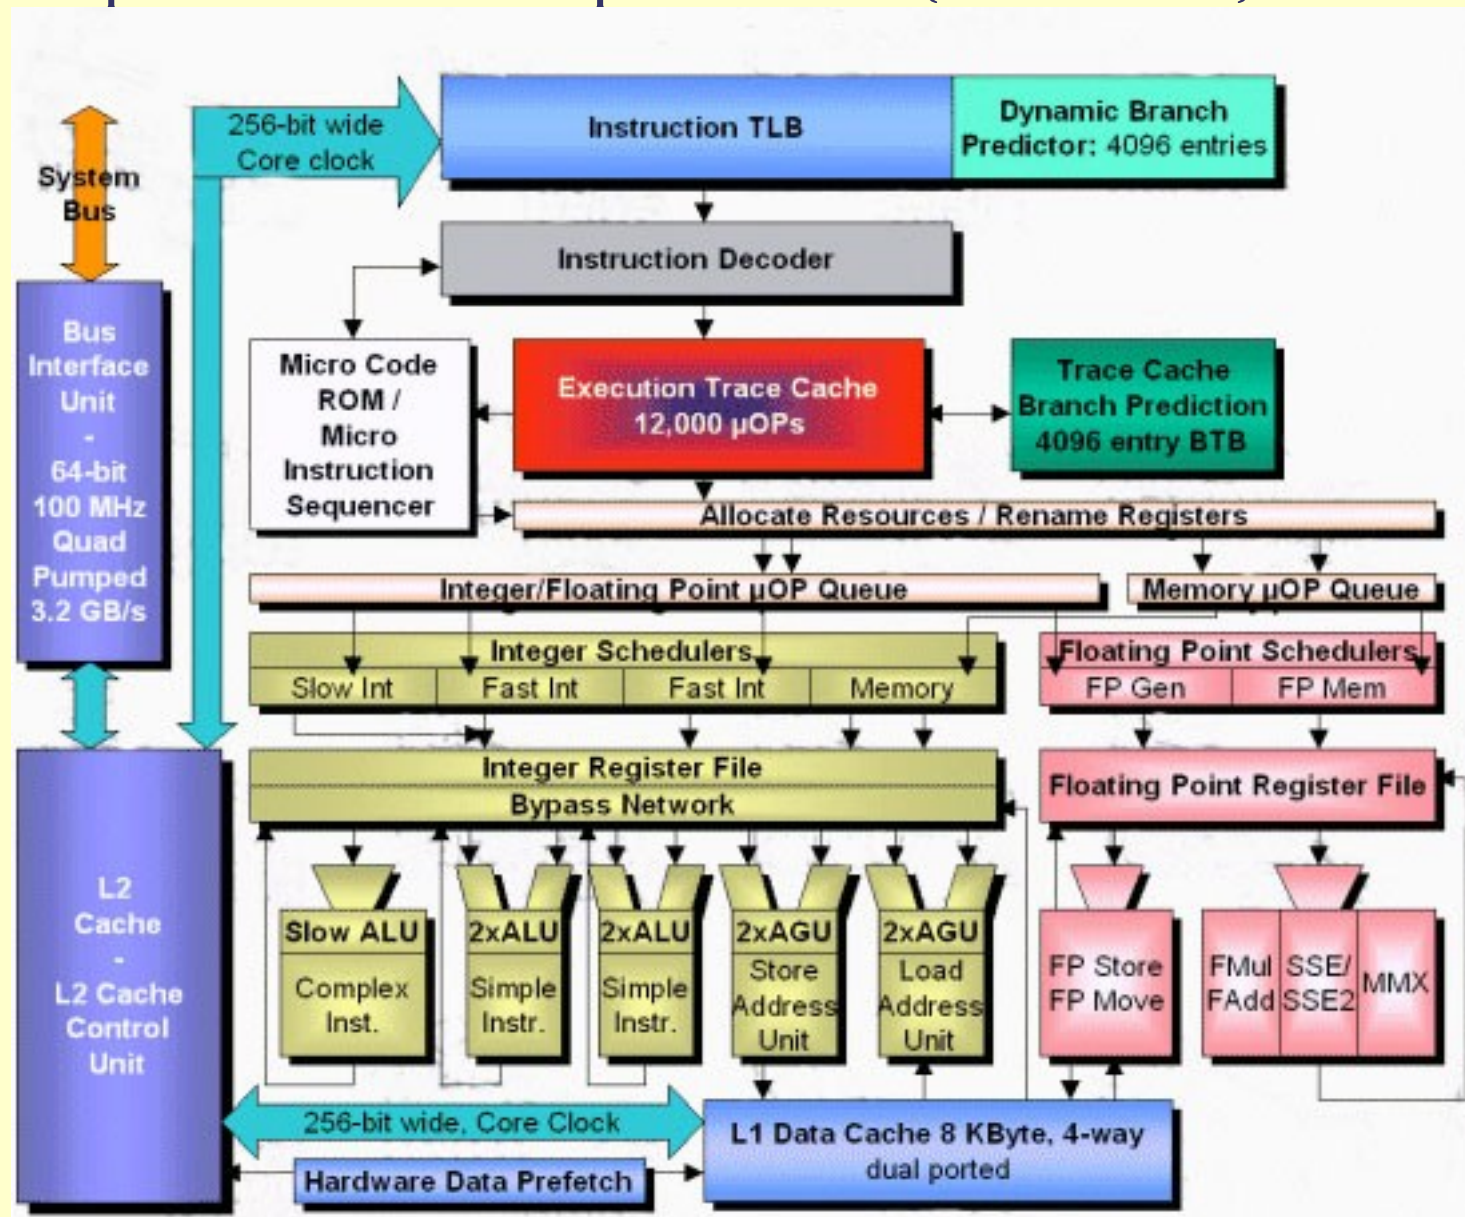 256-bit wide
Core clock
Instruction TLB
Dynamic Branch
Predictor: 4096 entries
System
Bus
Instruction Decoder
Bus
Interface
Unit
-
64-bit
100 MHz
Quad
Pumped
3.2 GB/s
Micro Code
ROM /
Micro
Instruction
Sequencer
Execution Trace Cache
12,000 µOPs
Trace Cache
Branch Prediction
4096 entry BTB
Allocate Resources / Rename Registers
Integer/Floating Point µOP Queue
Memory µOP Queue
Integer Schedulers
Slow Int
Fast Int
Fast Int
Memory
Floating Point Schedulers
FP Gen
FP Mem
Integer Register File
Bypass Network
Floating Point Register File
L2
Cache
-
L2 Cache
Control
Unit
Slow ALU
Complex
Inst.
2xALU
Simple
Instr.
2xALU
Simple
Instr.
2xAGU
Store
Address
Unit
2xAGU
Load
Address
Unit
FP Store
FP Move
FMul
FAdd
SSE/
SSE2
MMX
256-bit wide, Core Clock
L1 Data Cache 8 KByte, 4-way
dual ported
Hardware Data Prefetch